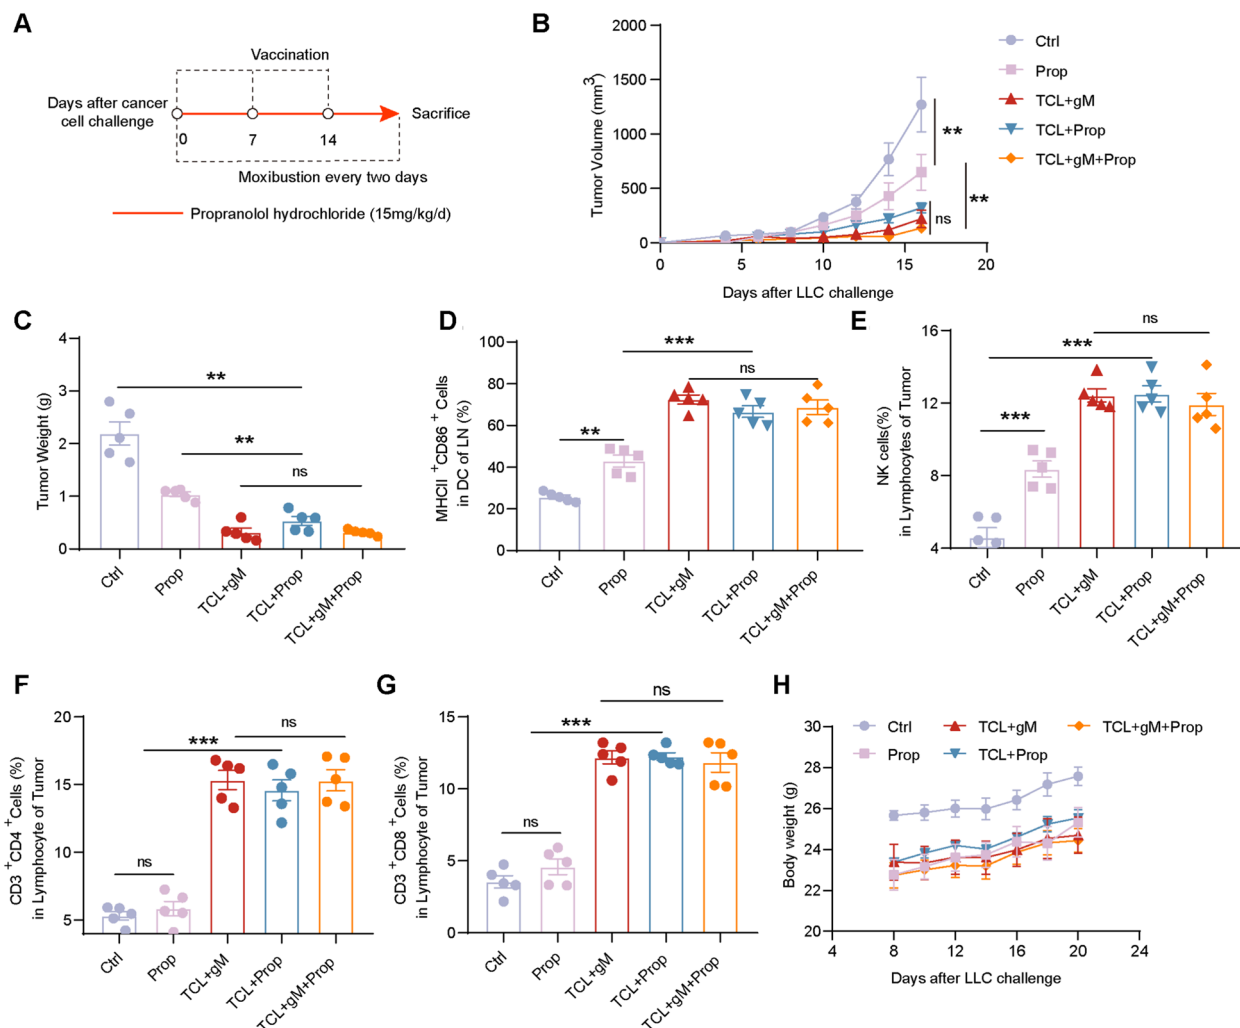 A
Vaccination
Days after cancer
cell challenge
0
7
14
Sacrifice
Moxibustion every two days
Propranolol hydrochloride (15mg/kg/d)
B
Tumor Volume (mm3)
2000
1500
1000
500
0
0
5
10
15
20
Days after LLC challenge
**
**
ns
Ctrl
Prop
TCL+gM
TCL+Prop
TCL+gM+Prop
C
Tumor Weight (g)
4
3
2
1
0
**
**
ns
Ctrl
Prop
TCL+gM
TCL+Prop
TCL+gM+Prop
D
MHCII +CD86 + Cells
in DC of LN (%)
100
80
60
40
20
0
***
ns
**
Ctrl
Prop
TCL+gM
TCL+Prop
TCL+gM+Prop
E
NK cells(%)
in Lymphocytes of Tumor
16
12
8
4
ns
***
***
Ctrl
Prop
TCL+gM
TCL+Prop
TCL+gM+Prop
F
CD3 +CD4 +Cells (%)
in Lymphocyte of Tumor
20
15
10
5
ns
***
ns
Ctrl
Prop
TCL+gM
TCL+Prop
TCL+gM+Prop
G
CD3 +CD8 +Cells (%)
in Lymphocyte of Tumor
15
10
5
0
ns
***
ns
Ctrl
Prop
TCL+gM
TCL+Prop
TCL+gM+Prop
H
Body weight (g)
30
28
26
24
22
20
4
8
12
16
20
24
Days after LLC challenge
Ctrl
TCL+gM
TCL+gM+Prop
Prop
TCL+Prop